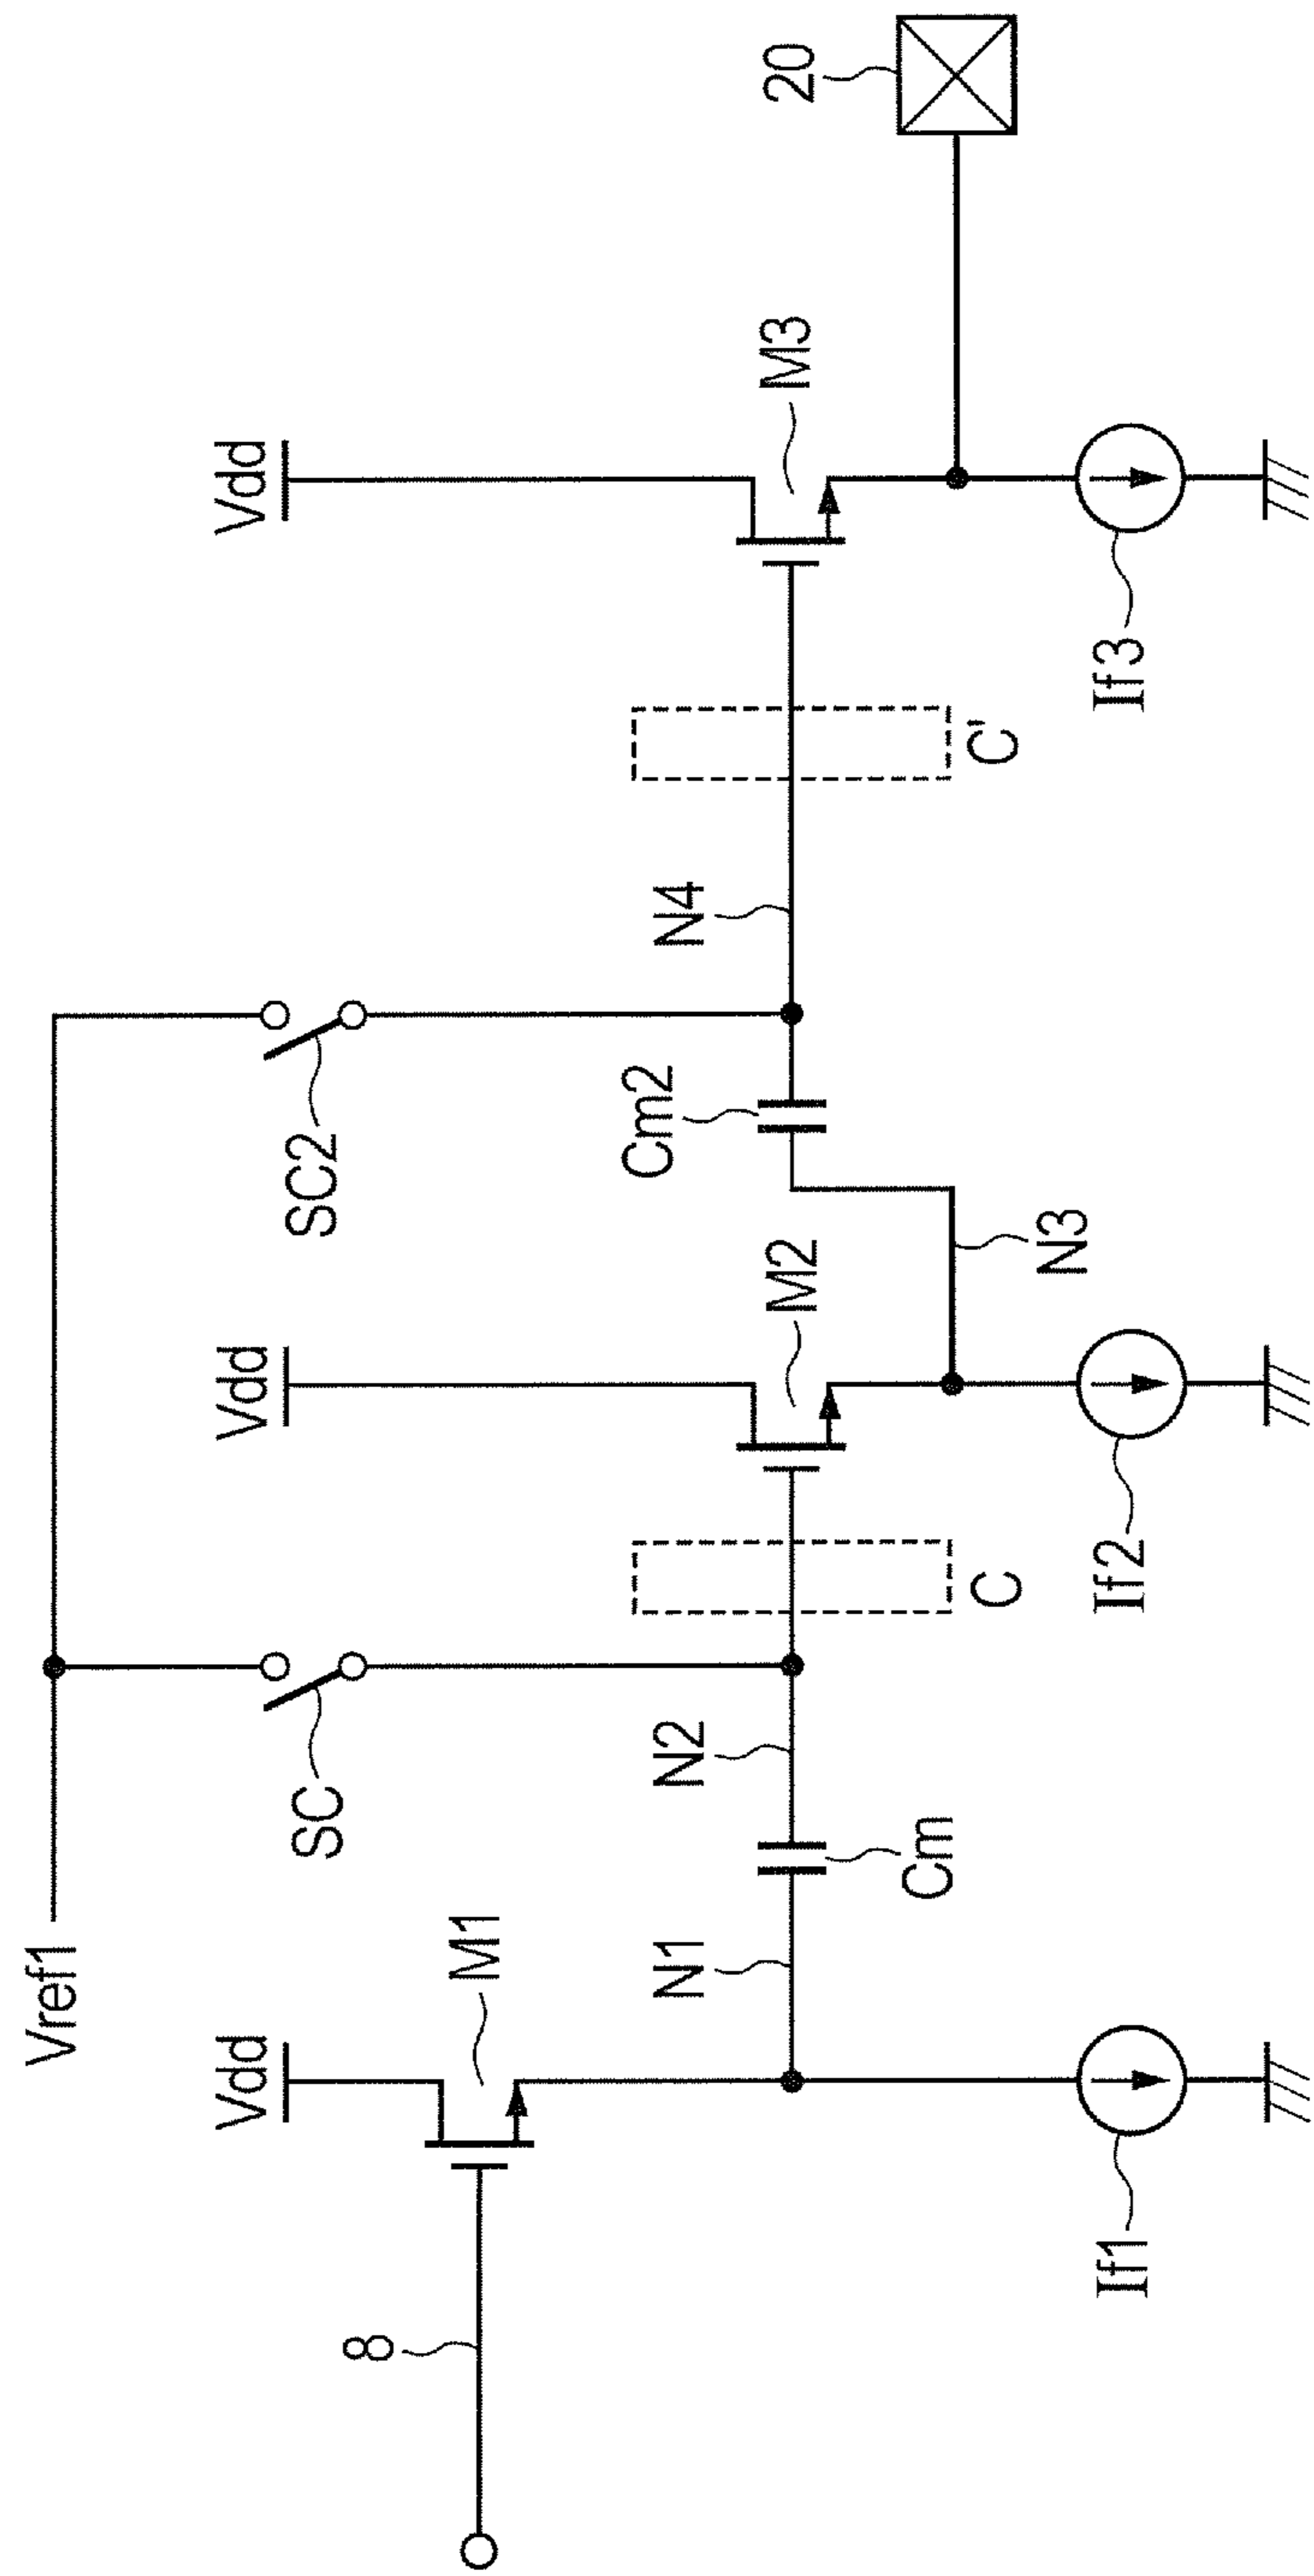 Vref1
Vdd
Vdd
Vdd
SC
SC2
8
M1
N1
N2
Cm
M2
Cm2
N3
N4
M3
20
C
C'
If1
If2
If3